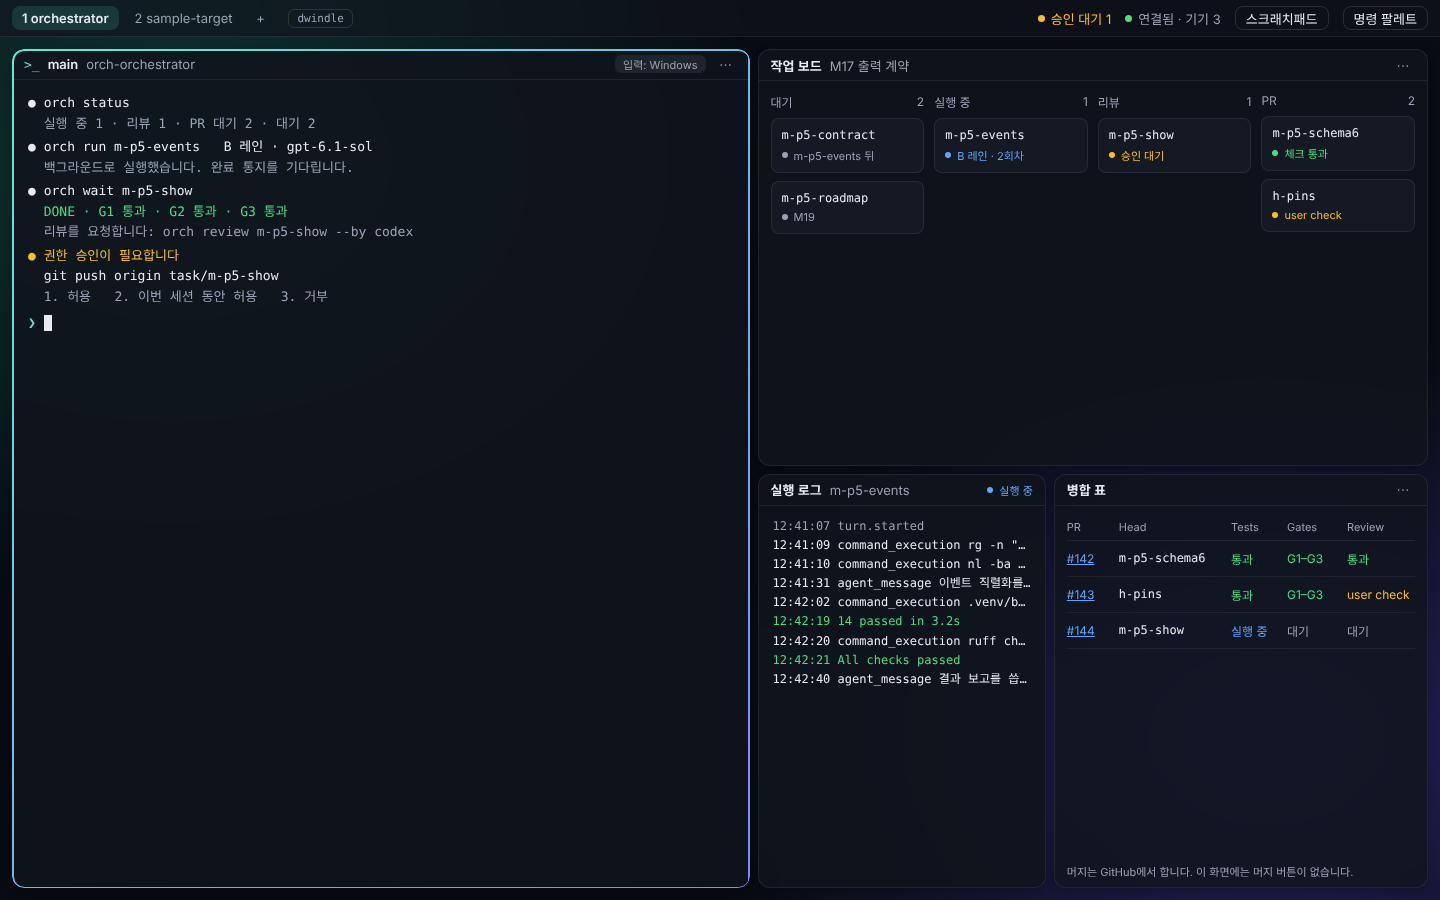 1 orchestrator 2 sample-target + dwindle 승인 대기 1 연결됨 · 기기 3 스크래치패드 명령 팔레트
>_ main orch-orchestrator 입력: Windows ···
● orch status
실행 중 1 · 리뷰 1 · PR 대기 2 · 대기 2
● orch run m-p5-events B 레인 · gpt-6.1-sol
백그라운드로 실행했습니다. 완료 통지를 기다립니다.
● orch wait m-p5-show
DONE · G1 통과 · G2 통과 · G3 통과
리뷰를 요청합니다: orch review m-p5-show --by codex
● 권한 승인이 필요합니다
git push origin task/m-p5-show
1. 허용 2. 이번 세션 동안 허용 3. 거부
❯
작업 보드 M17 출력 계약 ···
대기 2 실행 중 1 리뷰 1 PR 2
m-p5-contract
m-p5-events 뒤
m-p5-roadmap
M19
m-p5-events
B 레인 · 2회차
m-p5-show
승인 대기
m-p5-schema6
체크 통과
h-pins
user check
실행 로그 m-p5-events 실행 중
12:41:07 turn.started
12:41:09 command_execution rg -n "…
12:41:10 command_execution nl -ba …
12:41:31 agent_message 이벤트 직렬화를…
12:42:02 command_execution .venv/b…
12:42:19 14 passed in 3.2s
12:42:20 command_execution ruff ch…
12:42:21 All checks passed
12:42:40 agent_message 결과 보고를 씁…
병합 표 ···
PR Head Tests Gates Review
#142 m-p5-schema6 통과 G1–G3 통과
#143 h-pins 통과 G1–G3 user check
#144 m-p5-show 실행 중 대기 대기
머지는 GitHub에서 합니다. 이 화면에는 머지 버튼이 없습니다.